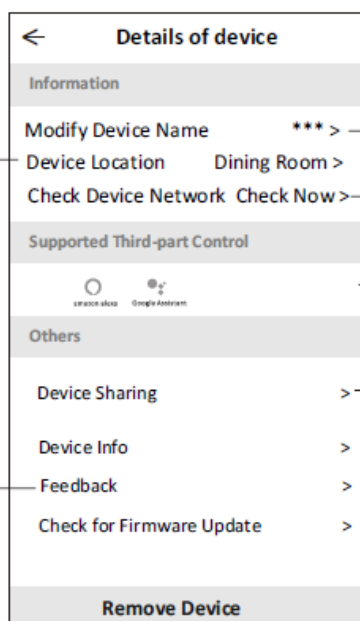 ← Details of device
Information
Modify Device Name *** >
Device Location Dining Room >
Check Device Network Check Now >
Supported Third-part Control
amazon alexa Google Assistant
Others
Device Sharing >
Device Info >
Feedback >
Check for Firmware Update >
Remove Device